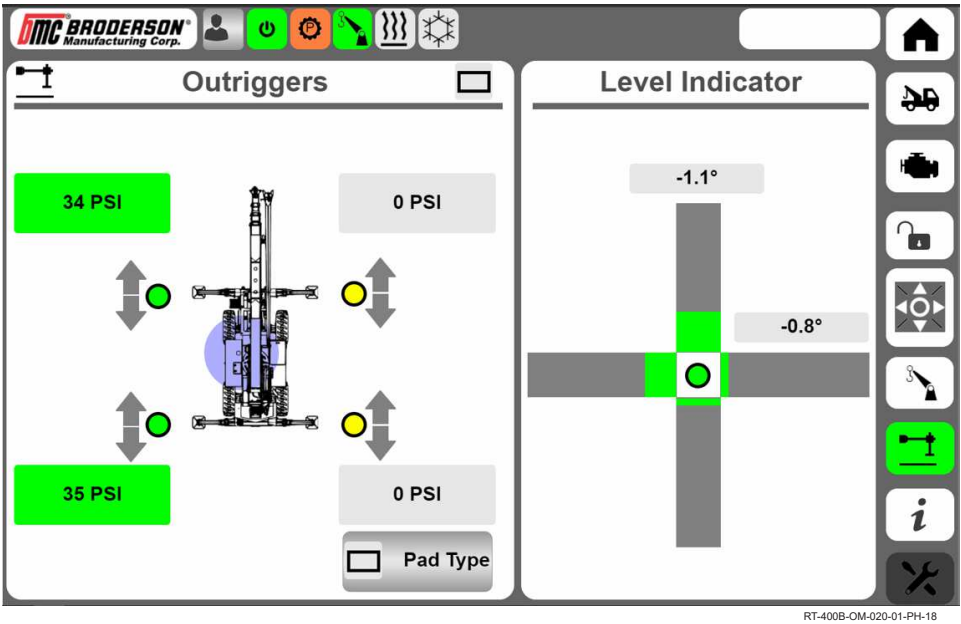 BMC BRODERSON®
Manufacturing Corp.
P
Outriggers
34 PSI
0 PSI
35 PSI
0 PSI
Pad Type
Level Indicator
-1.1°
-0.8°
i
RT-400B-OM-020-01-PH-18